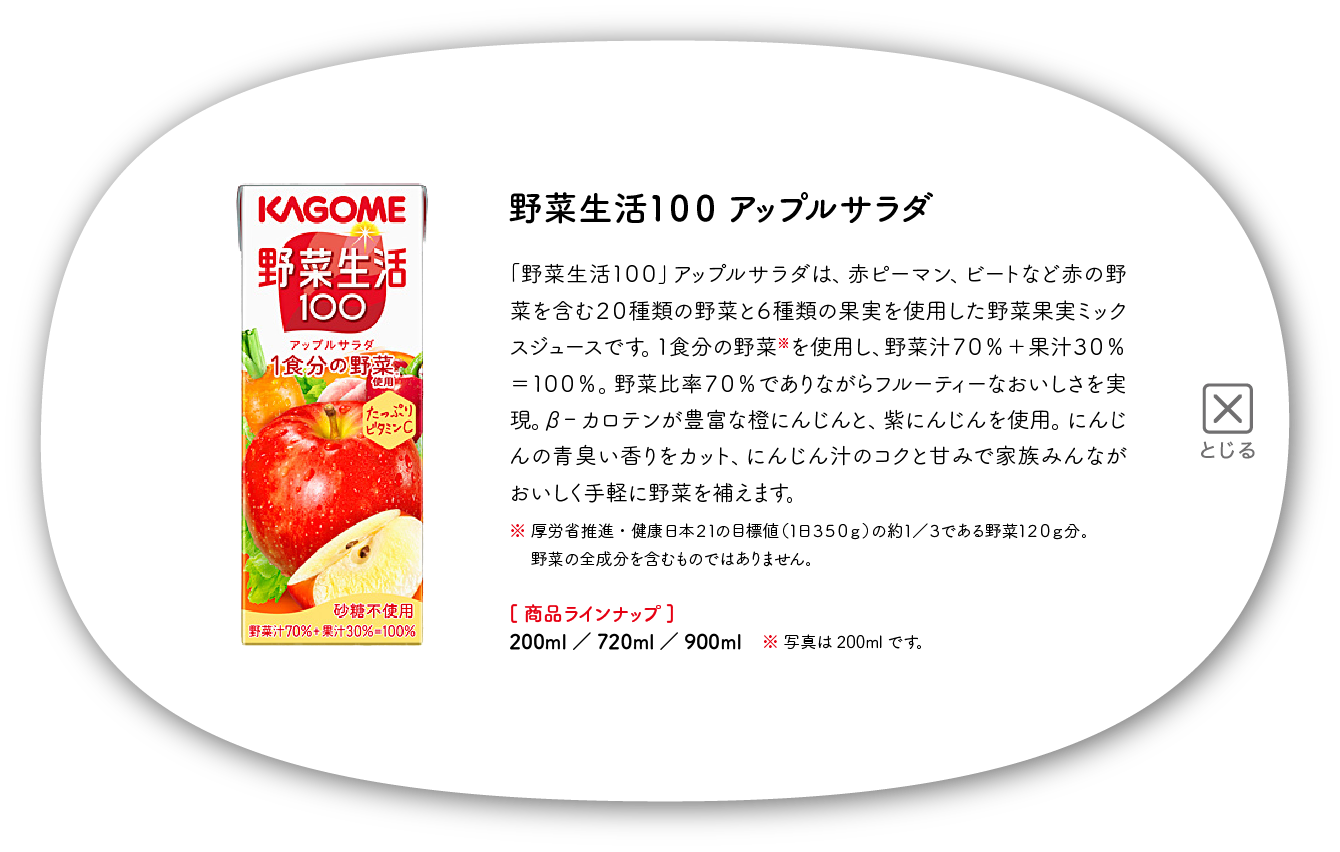 KAGOME
野菜生活
100
アップルサラダ
1食分の野菜※
使用
たっぷり
ビタミンC
砂糖不使用
野菜汁70%+果汁30%=100%
野菜生活100 アップルサラダ
「野菜生活100」アップルサラダは、赤ピーマン、ビートなど赤の野
菜を含む20種類の野菜と6種類の果実を使用した野菜果実ミック
スジュースです。1食分の野菜※を使用し、野菜汁70%+果汁30%
=100%。野菜比率70%でありながらフルーティーなおいしさを実
現。β-カロテンが豊富な橙にんじんと、紫にんじんを使用。にんじ
んの青臭い香りをカット、にんじん汁のコクと甘みで家族みんなが
おいしく手軽に野菜を補えます。
※ 厚労省推進・健康日本21の目標値(1日350g)の約1/3である野菜120g分。
野菜の全成分を含むものではありません。
[ 商品ラインナップ ]
200ml / 720ml / 900ml ※ 写真は 200ml です。
とじる